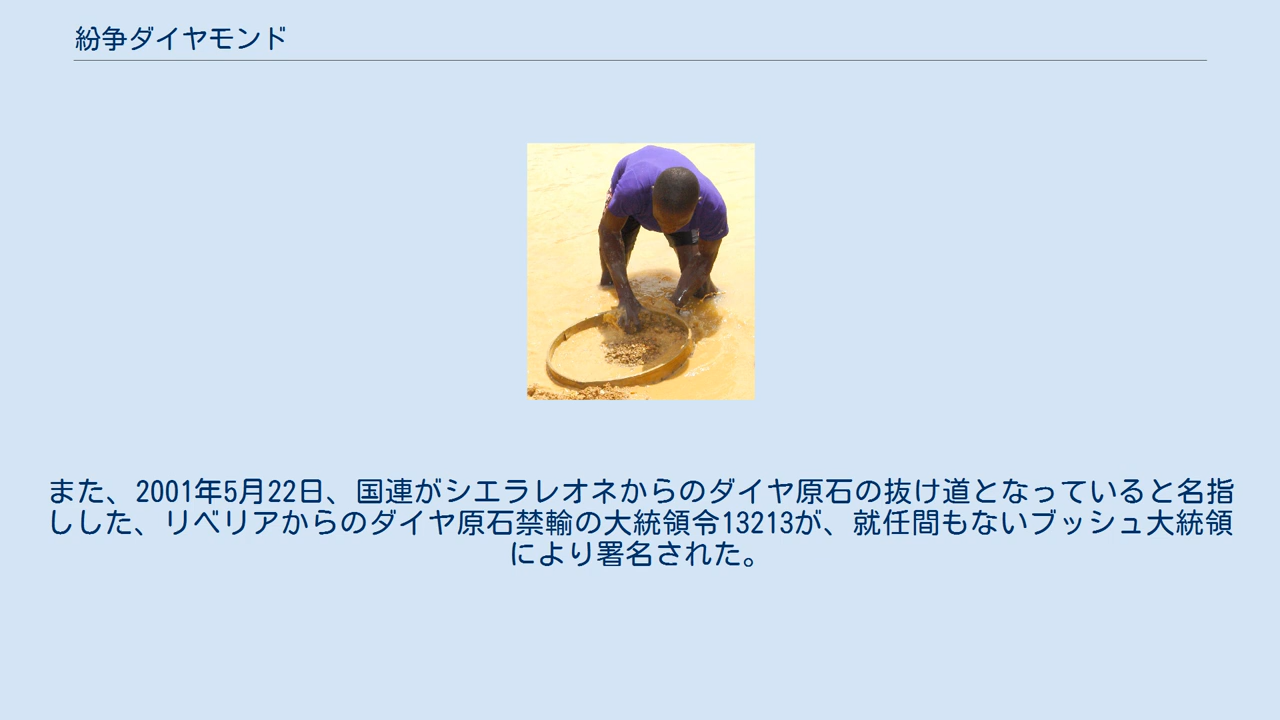 紛争ダイヤモンド
また、2001年5月22日、国連がシエラレオネからのダイヤ原石の抜け道となっていると名指
しした、リベリアからのダイヤ原石禁輸の大統領令13213が、就任間もないブッシュ大統領
により署名された。